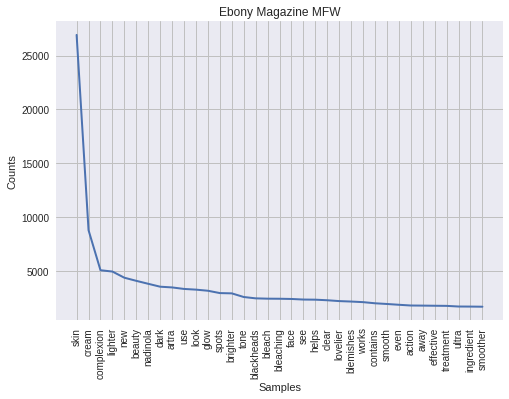 Ebony Magazine MFW
Counts
25000
20000
15000
10000
5000
skin
cream
complexion
lighter
new
beauty
nadinola
dark
artra
use
look
glow
spots
brighter
tone
blackheads
bleach
bleaching
face
see
helps
clear
lovelier
blemishes
works
contains
smooth
even
action
away
effective
treatment
ultra
ingredient
smoother
Samples